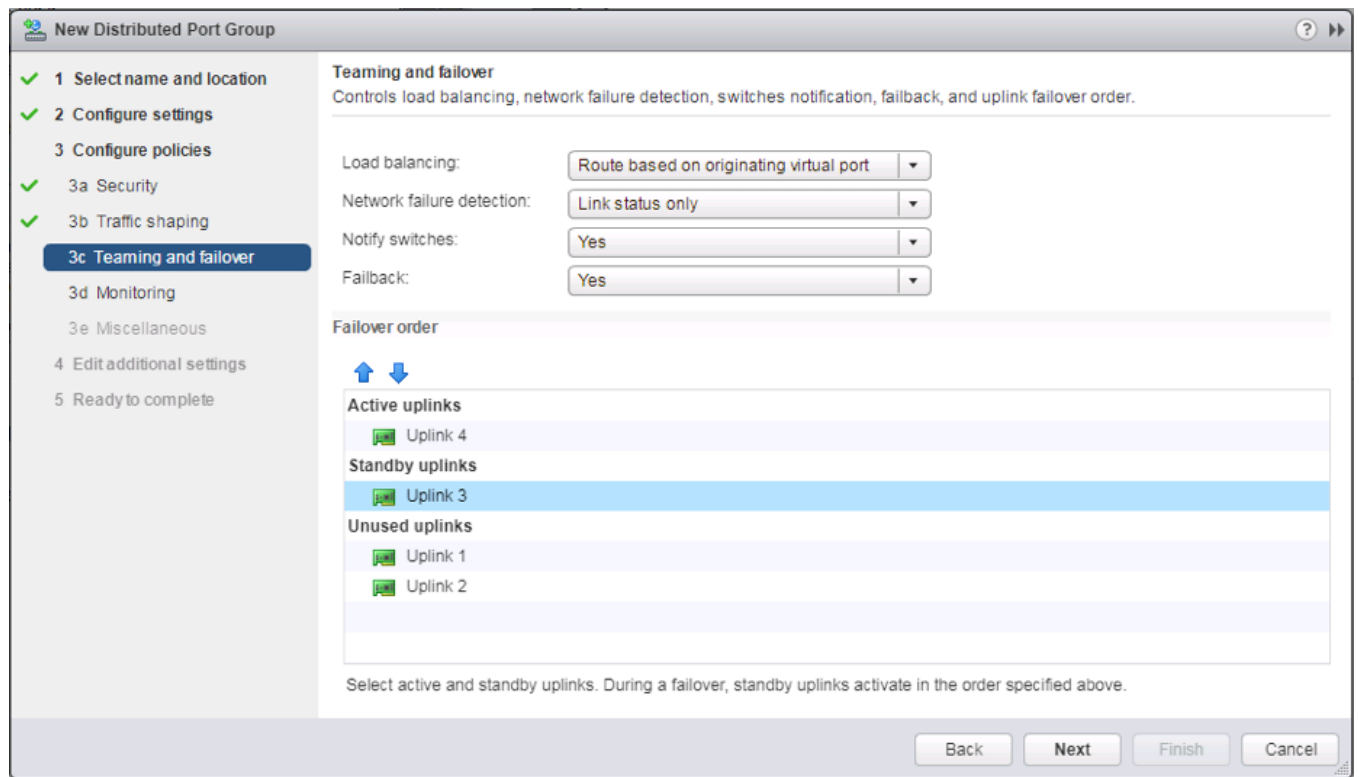 New Distributed Port Group
?
1 Select name and location
2 Configure settings
3 Configure policies
3a Security
3b Traffic shaping
3c Teaming and failover
3d Monitoring
3e Miscellaneous
4 Edit additional settings
5 Ready to complete
Teaming and failover
Controls load balancing, network failure detection, switches notification, failback, and uplink failover order.
Load balancing: Route based on originating virtual port
Network failure detection: Link status only
Notify switches: Yes
Failback: Yes
Failover order
Active uplinks
Uplink 4
Standby uplinks
Uplink 3
Unused uplinks
Uplink 1
Uplink 2
Select active and standby uplinks. During a failover, standby uplinks activate in the order specified above.
Back Next Finish Cancel